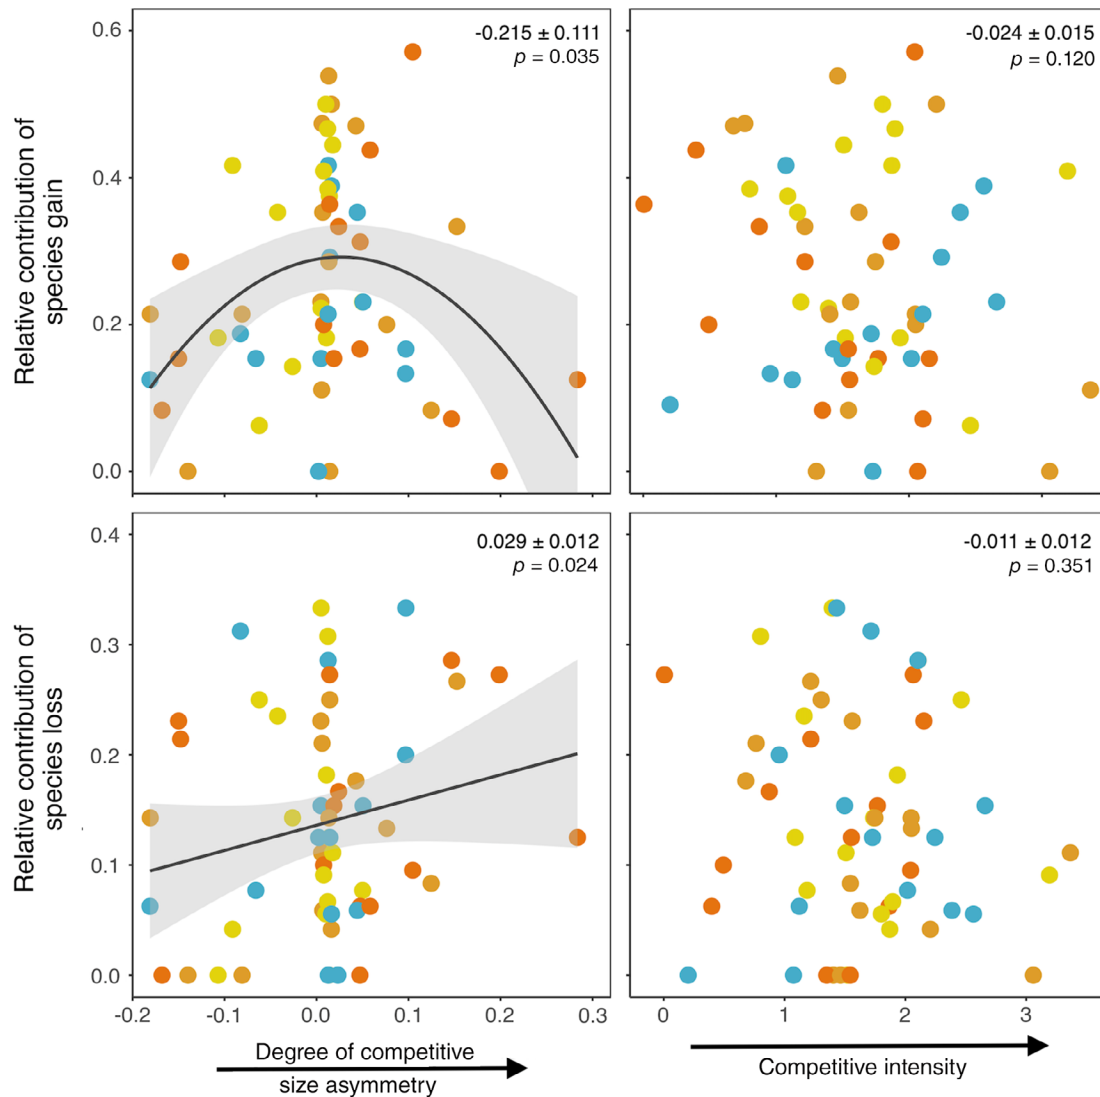 -0.215 ± 0.111
p = 0.035
-0.024 ± 0.015
p = 0.120
Relative contribution of
species gain
0.6
0.4
0.2
0.0
0.029 ± 0.012
p = 0.024
-0.011 ± 0.012
p = 0.351
Relative contribution of
species loss
0.4
0.3
0.2
0.1
0.0
-0.2 -0.1 0.0 0.1 0.2 0.3
0 1 2 3
Degree of competitive
size asymmetry
Competitive intensity